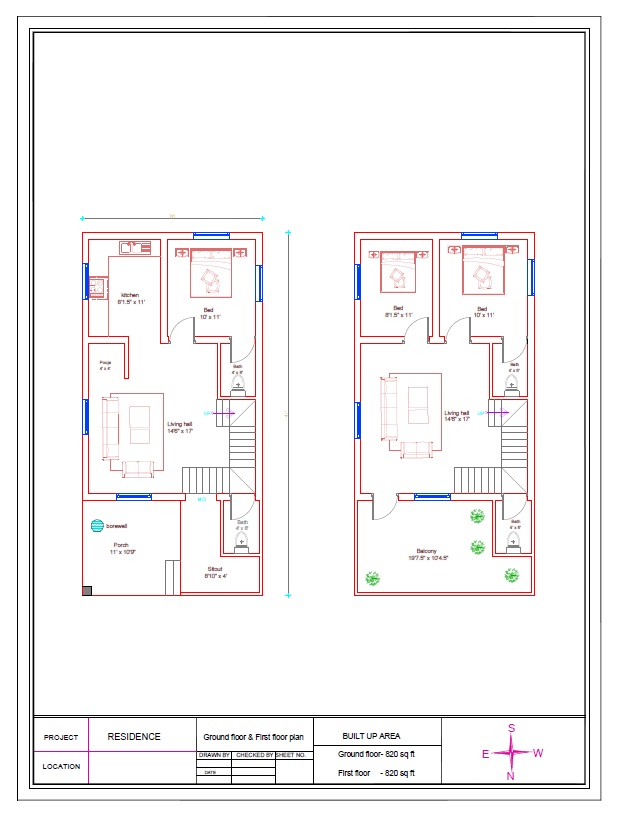 kitchen
8'1.5" x 11'
Bed
10' x 11'
Pooja
4' x 4'
Bath
4' x 8'
Living hall
14'6" x 17'
UP
M.D
borewell
Porch
11' x 10'9"
Bath
4' x 8'
Sitout
8'10" x 4'
Bed
8'1.5" x 11'
Bed
10' x 11'
Bath
4' x 8'
Living hall
14'6" x 17'
UP
Bath
4' x 8'
Balcony
19'7.5" x 10'4.5"
PROJECT
RESIDENCE
LOCATION
Ground floor & First floor plan
DRAWN BY CHECKED BY SHEET NO.
DATE
BUILT UP AREA
Ground floor- 820 sq ft
First floor - 820 sq ft
S
E W
N